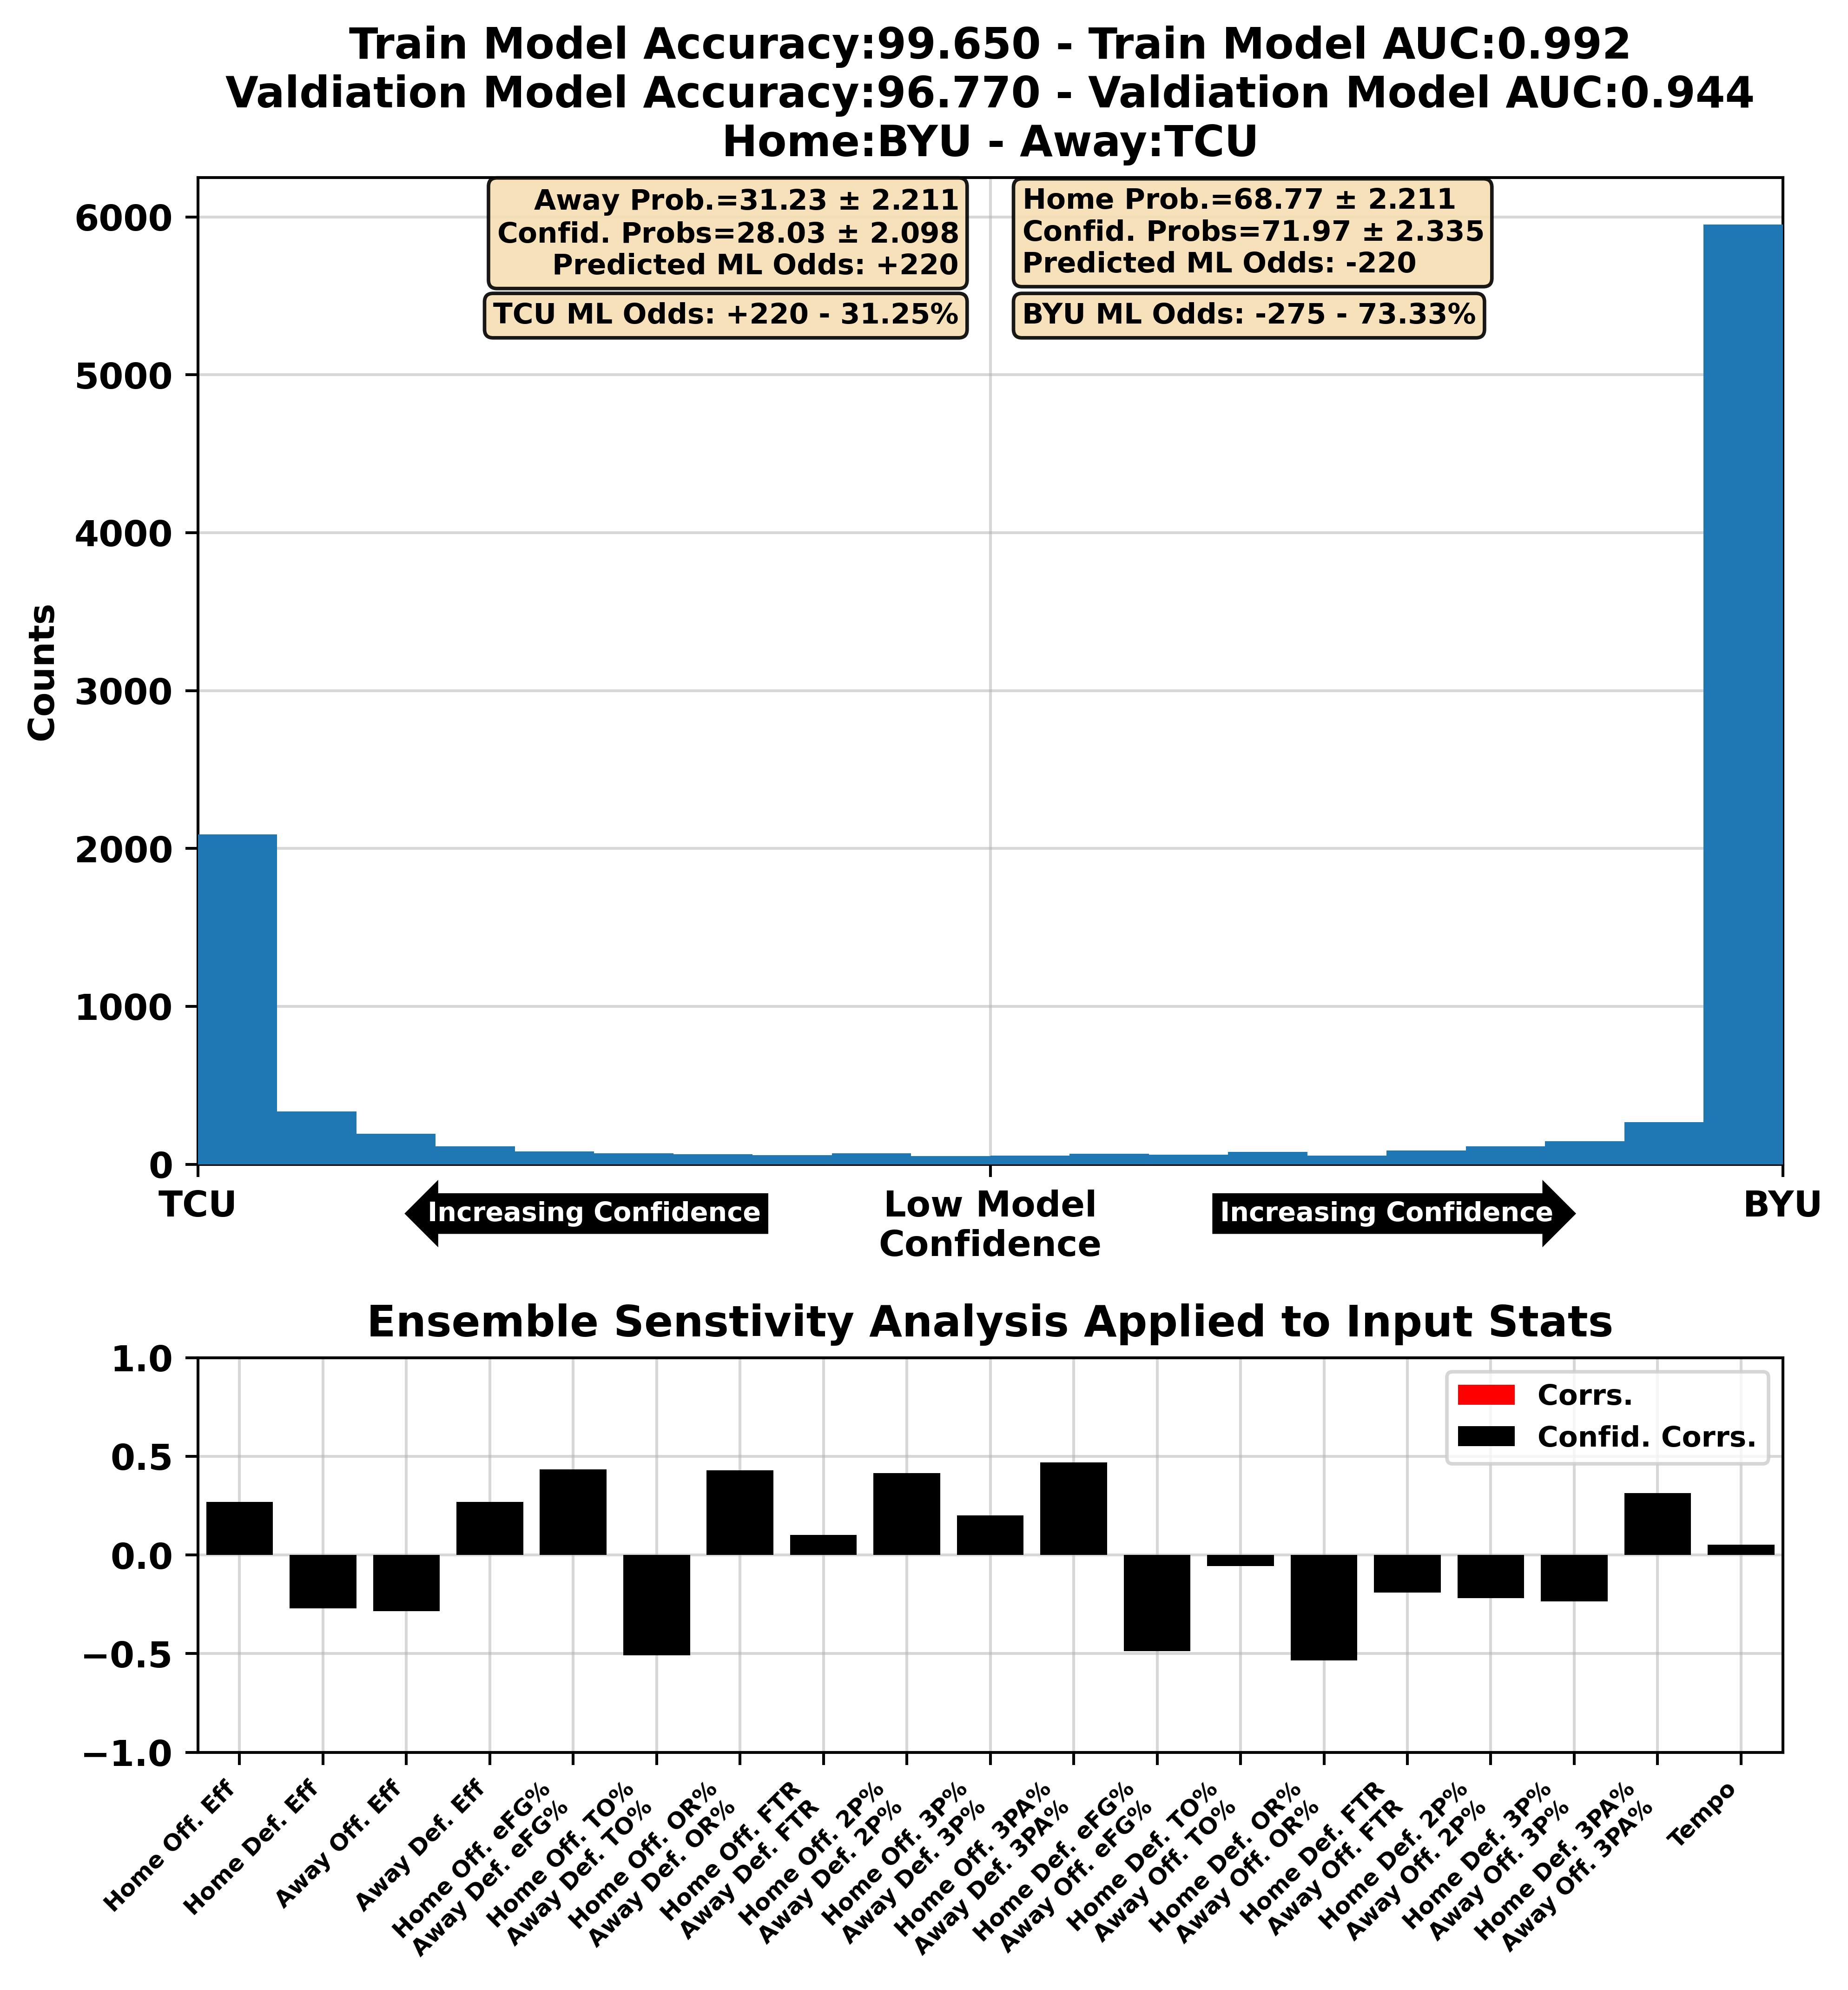 Train Model Accuracy:99.650 - Train Model AUC:0.992
Valdiation Model Accuracy:96.770 - Valdiation Model AUC:0.944
Home:BYU - Away:TCU
Away Prob.=31.23 ± 2.211
Confid. Probs=28.03 ± 2.098
Predicted ML Odds: +220
TCU ML Odds: +220 - 31.25%
Home Prob.=68.77 ± 2.211
Confid. Probs=71.97 ± 2.335
Predicted ML Odds: -220
BYU ML Odds: -275 - 73.33%
6000
5000
4000
3000
2000
1000
0
Counts
TCU
Increasing Confidence
Low Model
Confidence
Increasing Confidence
BYU
Ensemble Senstivity Analysis Applied to Input Stats
1.0
0.5
0.0
−0.5
−1.0
Corrs.
Confid. Corrs.
Home Off. Eff
Home Def. Eff
Away Off. Eff
Away Def. Eff
Home Off. eFG%
Away Def. eFG%
Home Off. TO%
Away Def. TO%
Home Off. OR%
Away Def. OR%
Home Off. FTR
Away Def. FTR
Home Off. 2P%
Away Def. 2P%
Home Off. 3P%
Away Def. 3P%
Home Off. 3PA%
Away Def. 3PA%
Home Def. eFG%
Away Off. eFG%
Home Def. TO%
Away Off. TO%
Home Def. OR%
Away Off. OR%
Home Def. FTR
Away Off. FTR
Home Def. 2P%
Away Off. 2P%
Home Def. 3P%
Away Off. 3P%
Home Def. 3PA%
Away Off. 3PA%
Tempo